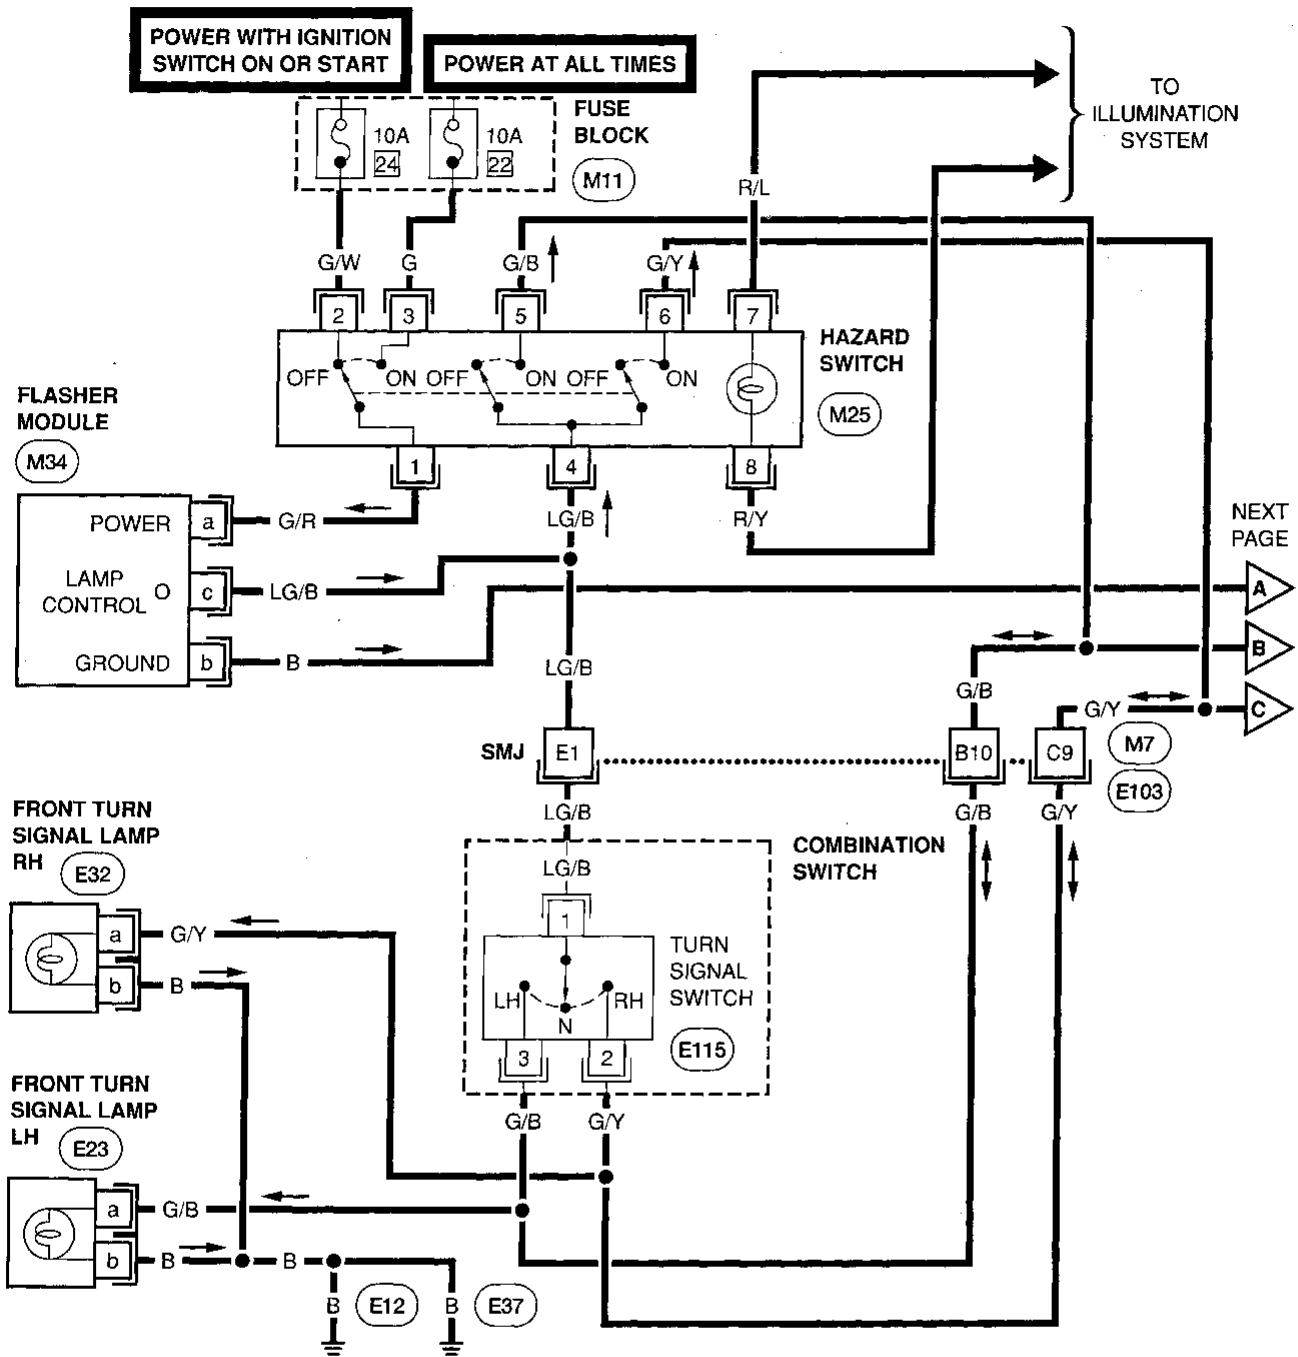 POWER WITH IGNITION
SWITCH ON OR START
POWER AT ALL TIMES
FUSE
BLOCK
M11
10A
24
10A
22
TO
ILLUMINATION
SYSTEM
R/L
G/W
G
G/B
G/Y
2
3
5
6
7
HAZARD
SWITCH
M25
OFF
ON
OFF
ON
OFF
ON
1
4
8
FLASHER
MODULE
M34
POWER
a
G/R
LG/B
R/Y
LAMP
CONTROL
O
c
LG/B
GROUND
b
B
LG/B
NEXT
PAGE
A
B
C
G/B
G/Y
SMJ
E1
B10
C9
M7
E103
LG/B
G/B
G/Y
COMBINATION
SWITCH
LG/B
1
TURN
SIGNAL
SWITCH
E115
LH
N
RH
3
2
G/B
G/Y
FRONT TURN
SIGNAL LAMP
RH
E32
a
G/Y
b
B
FRONT TURN
SIGNAL LAMP
LH
E23
a
G/B
b
B
B
B
E12
B
E37